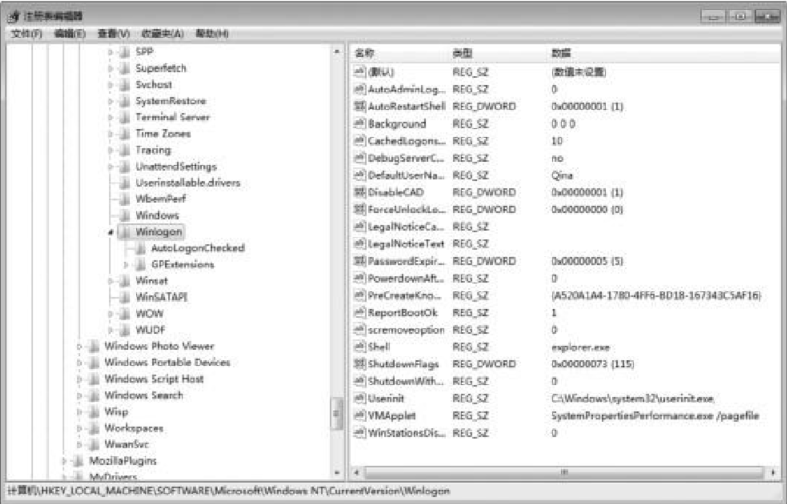 注册表编辑器
文件(F) 编辑(E) 查看(V) 收藏夹(A) 帮助(H)
SPP
Superfetch
Svchost
SystemRestore
Terminal Server
Time Zones
Tracing
UnattendSettings
Userinstallable.drivers
WbemPerf
Windows
Winlogon
AutoLogonChecked
GPExtensions
Winsat
WinSATAPI
WOW
WUDF
Windows Photo Viewer
Windows Portable Devices
Windows Script Host
Windows Search
Wisp
Workspaces
WwanSvc
MozillaPlugins
MyDrivers
名称 类型 数据
(默认) REG_SZ (数值未设置)
AutoAdminLog... REG_SZ 0
AutoRestartShell REG_DWORD 0x00000001 (1)
Background REG_SZ 0 0 0
CachedLogons... REG_SZ 10
DebugServerC... REG_SZ no
DefaultUserNa... REG_SZ Qina
DisableCAD REG_DWORD 0x00000001 (1)
ForceUnlockLo... REG_DWORD 0x00000000 (0)
LegalNoticeCa... REG_SZ
LegalNoticeText REG_SZ
PasswordExpir... REG_DWORD 0x00000005 (5)
PowerdownAft... REG_SZ 0
PreCreateKno... REG_SZ {A520A1A4-1780-4FF6-BD18-167343C5AF16}
ReportBootOk REG_SZ 1
scremoveoption REG_SZ 0
Shell REG_SZ explorer.exe
ShutdownFlags REG_DWORD 0x00000073 (115)
ShutdownWith... REG_SZ 0
Userinit REG_SZ C:\Windows\system32\userinit.exe,
VMApplet REG_SZ SystemPropertiesPerformance.exe /pagefile
WinStationsDis... REG_SZ 0
计算机\HKEY_LOCAL_MACHINE\SOFTWARE\Microsoft\Windows NT\CurrentVersion\Winlogon